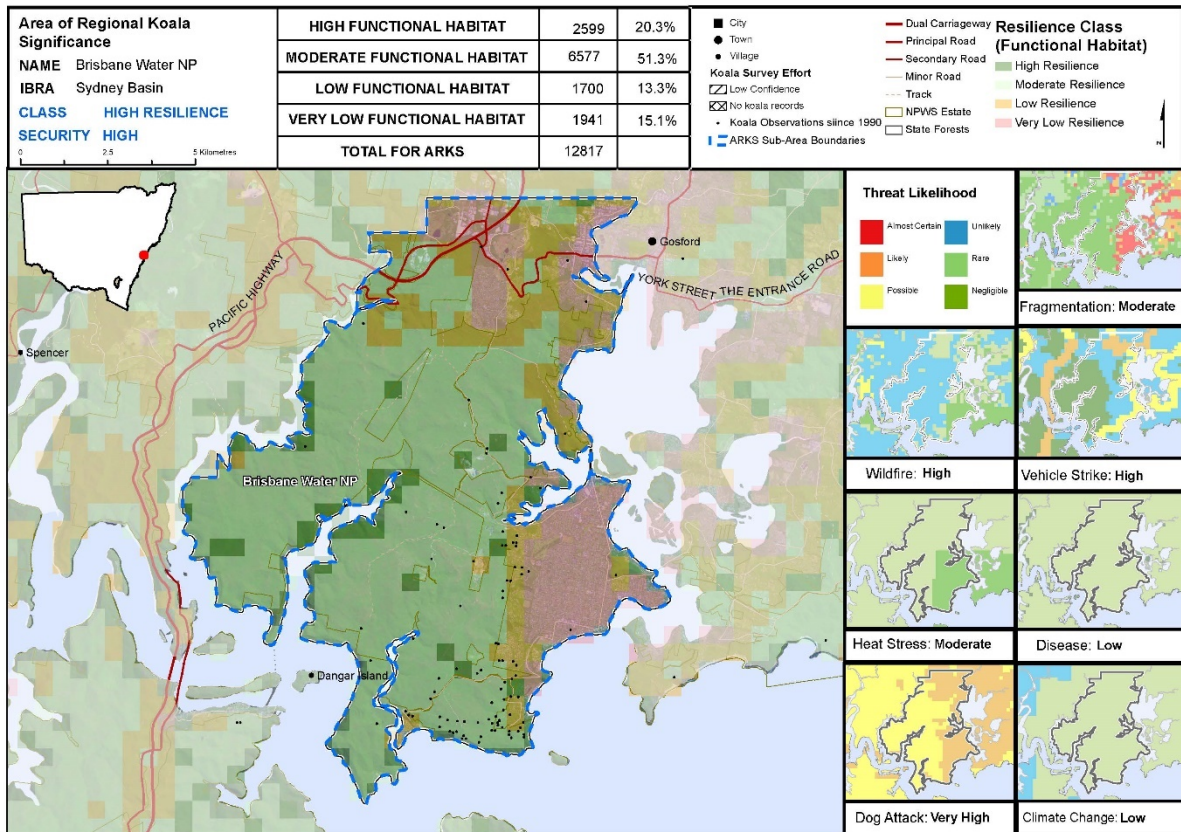 Area of Regional Koala
Significance
NAME Brisbane Water NP
IBRA Sydney Basin
CLASS HIGH RESILIENCE
SECURITY HIGH
0 2.5 5 Kilometres
HIGH FUNCTIONAL HABITAT 2599 20.3%
MODERATE FUNCTIONAL HABITAT 6577 51.3%
LOW FUNCTIONAL HABITAT 1700 13.3%
VERY LOW FUNCTIONAL HABITAT 1941 15.1%
TOTAL FOR ARKS 12817
City
Town
Village
Koala Survey Effort
Low Confidence
No koala records
Koala Observations siince 1990
ARKS Sub-Area Boundaries
Dual Carriageway
Principal Road
Secondary Road
Minor Road
Track
NPWS Estate
State Forests
Resilience Class
(Functional Habitat)
High Resilience
Moderate Resilience
Low Resilience
Very Low Resilience
N
PACIFIC HIGHWAY
Gosford
YORK STREET THE ENTRANCE ROAD
Spencer
Brisbane Water NP
Dangar Island
Threat Likelihood
Almost Certain
Unlikely
Likely
Rare
Possible
Negligible
Fragmentation: Moderate
Wildfire: High
Vehicle Strike: High
Heat Stress: Moderate
Disease: Low
Dog Attack: Very High
Climate Change: Low